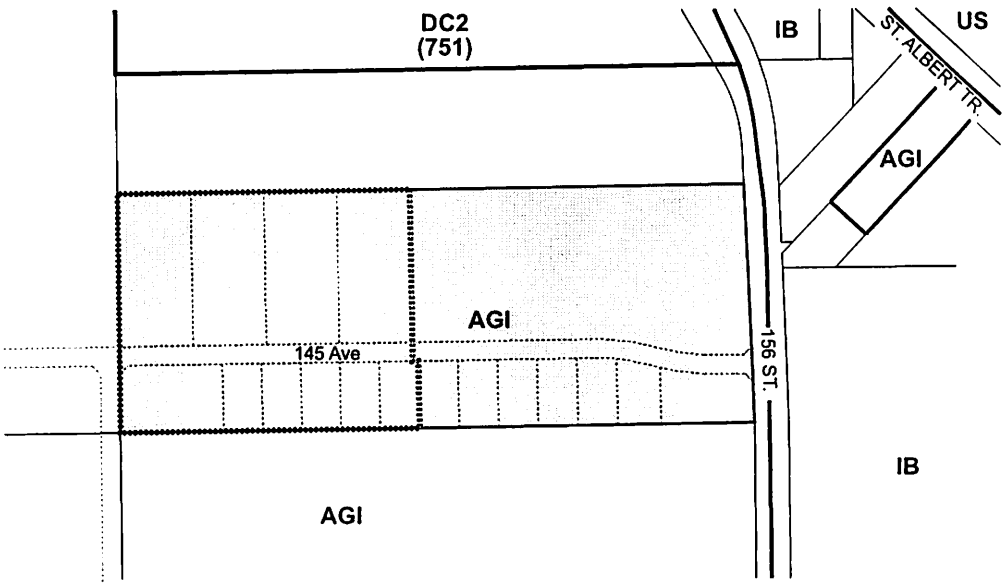 DC2
(751)
IB
US
ST. ALBERT TR.
AGI
AGI
145 Ave
156 ST.
IB
AGI